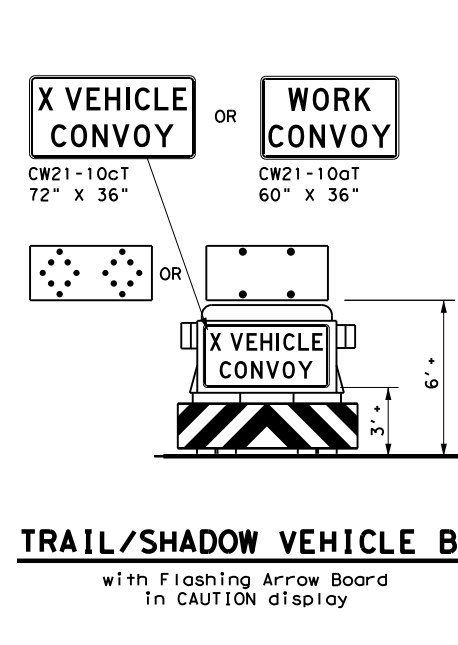 X VEHICLE
CONVOY
OR
WORK
CONVOY
CW21-10cT
72" X 36"
CW21-10aT
60" X 36"
OR
X VEHICLE
CONVOY
6'+
3'+
TRAIL/SHADOW VEHICLE B
with Flashing Arrow Board
in CAUTION display